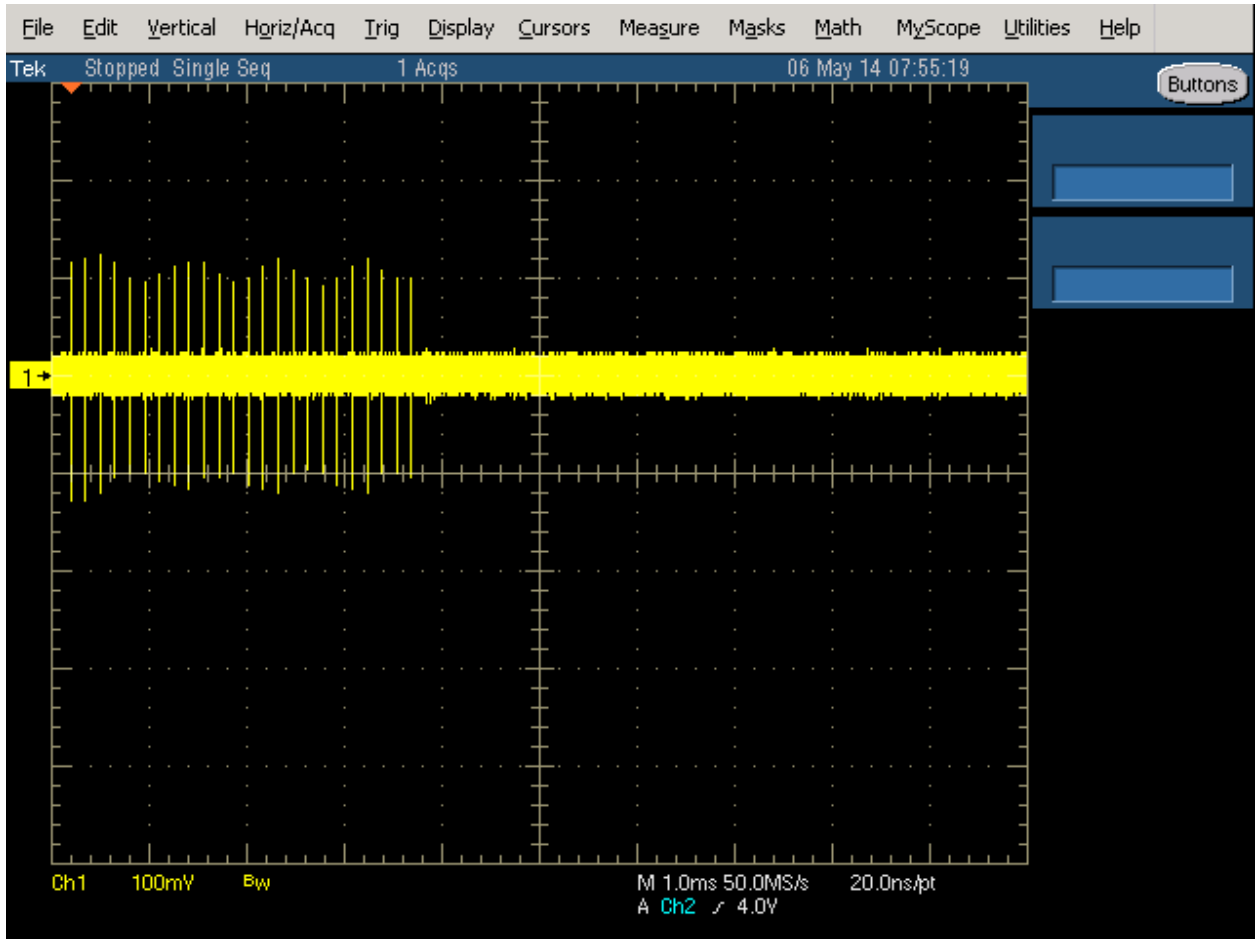 File Edit Vertical Horiz/Acq Trig Display Cursors Measure Masks Math MyScope Utilities Help
Tek Stopped Single Seq 1 Acqs 06 May 14 07:55:19 Buttons
1
Ch1 100mV Bw M 1.0ms 50.0MS/s 20.0ns/pt
A Ch2 4.0V